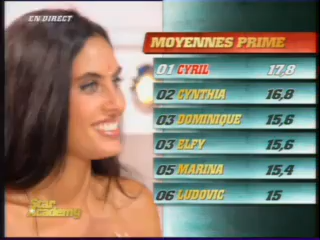 EN DIRECT
MOYENNES PRIME
01 CYRIL 17,8
02 CYNTHIA 16,8
03 DOMINIQUE 15,6
03 ELFY 15,6
05 MARINA 15,4
06 LUDOVIC 15
Star
Academy